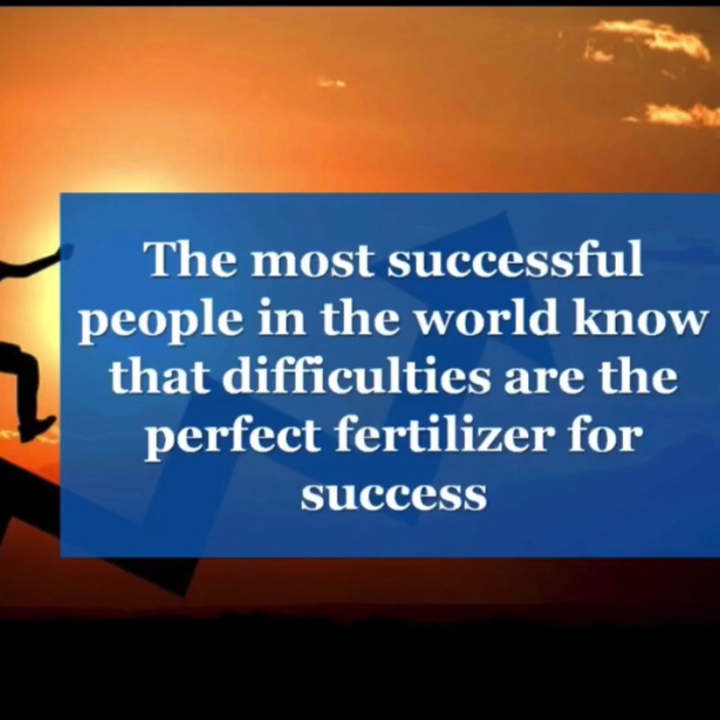 The most successful
people in the world know
that difficulties are the
perfect fertilizer for
success